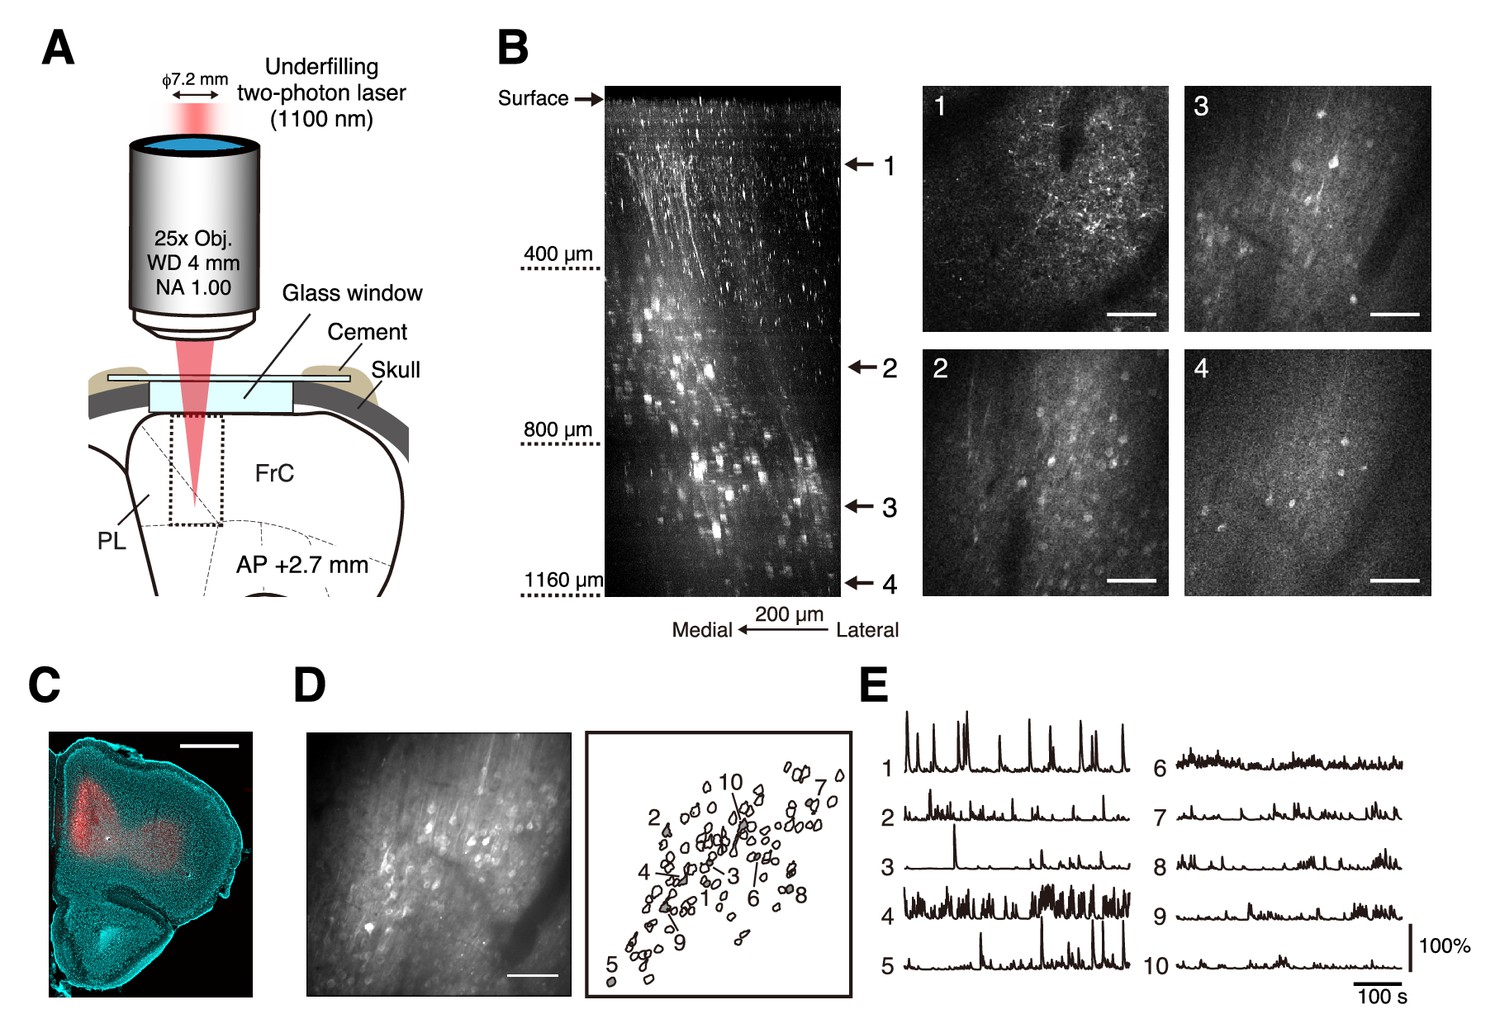 A
ϕ7.2 mm
Underfilling
two-photon laser
(1100 nm)
25x Obj.
WD 4 mm
NA 1.00
Glass window
Cement
Skull
FrC
PL
AP +2.7 mm
B
Surface
400 µm
800 µm
1160 µm
1
2
3
4
200 µm
Medial
Lateral
1
3
2
4
C
D
10
7
2
4
3
1
6
8
9
5
E
1
2
3
4
5
6
7
8
9
10
100%
100 s